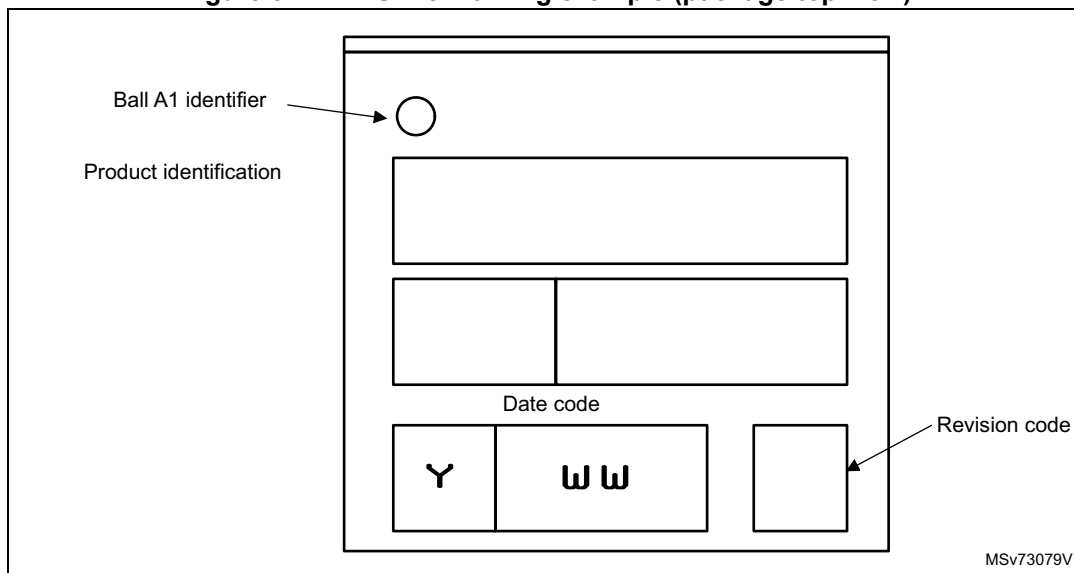 Ball A1 identifier
Product identification
Date code
Y WW
Revision code
MSv73079V